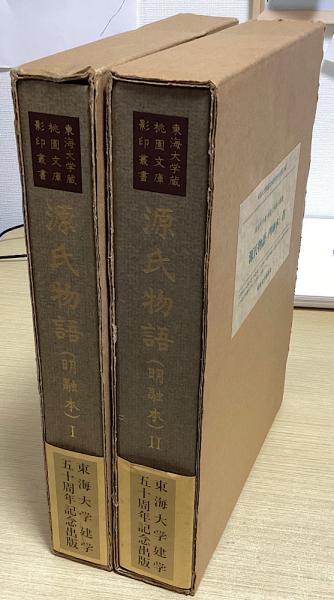 東海大学蔵
桃園文庫
影印叢書
源氏物語(明融本)I
東海大学建学
五十周年記念出版
東海大学蔵
桃園文庫
影印叢書
源氏物語(明融本)II
東海大学建学
五十周年記念出版